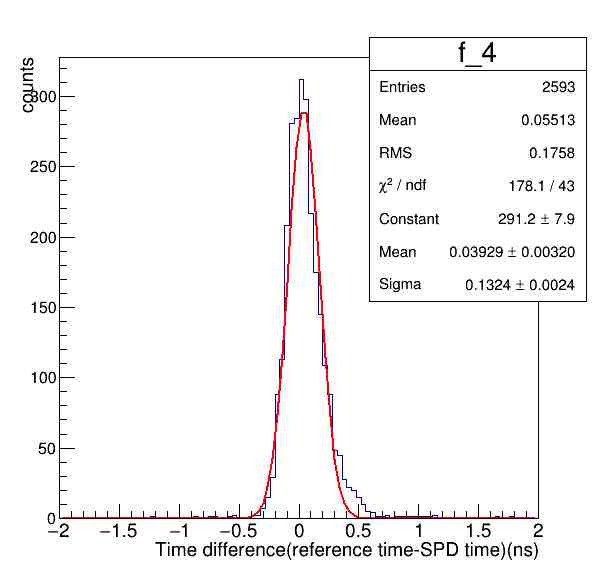 f_4
Entries 2593
Mean 0.05513
RMS 0.1758
χ² / ndf 178.1 / 43
Constant 291.2 ± 7.9
Mean 0.03929 ± 0.00320
Sigma 0.1324 ± 0.0024
counts
300
250
200
150
100
50
0
−2 −1.5 −1 −0.5 0 0.5 1 1.5 2
Time difference(reference time-SPD time)(ns)